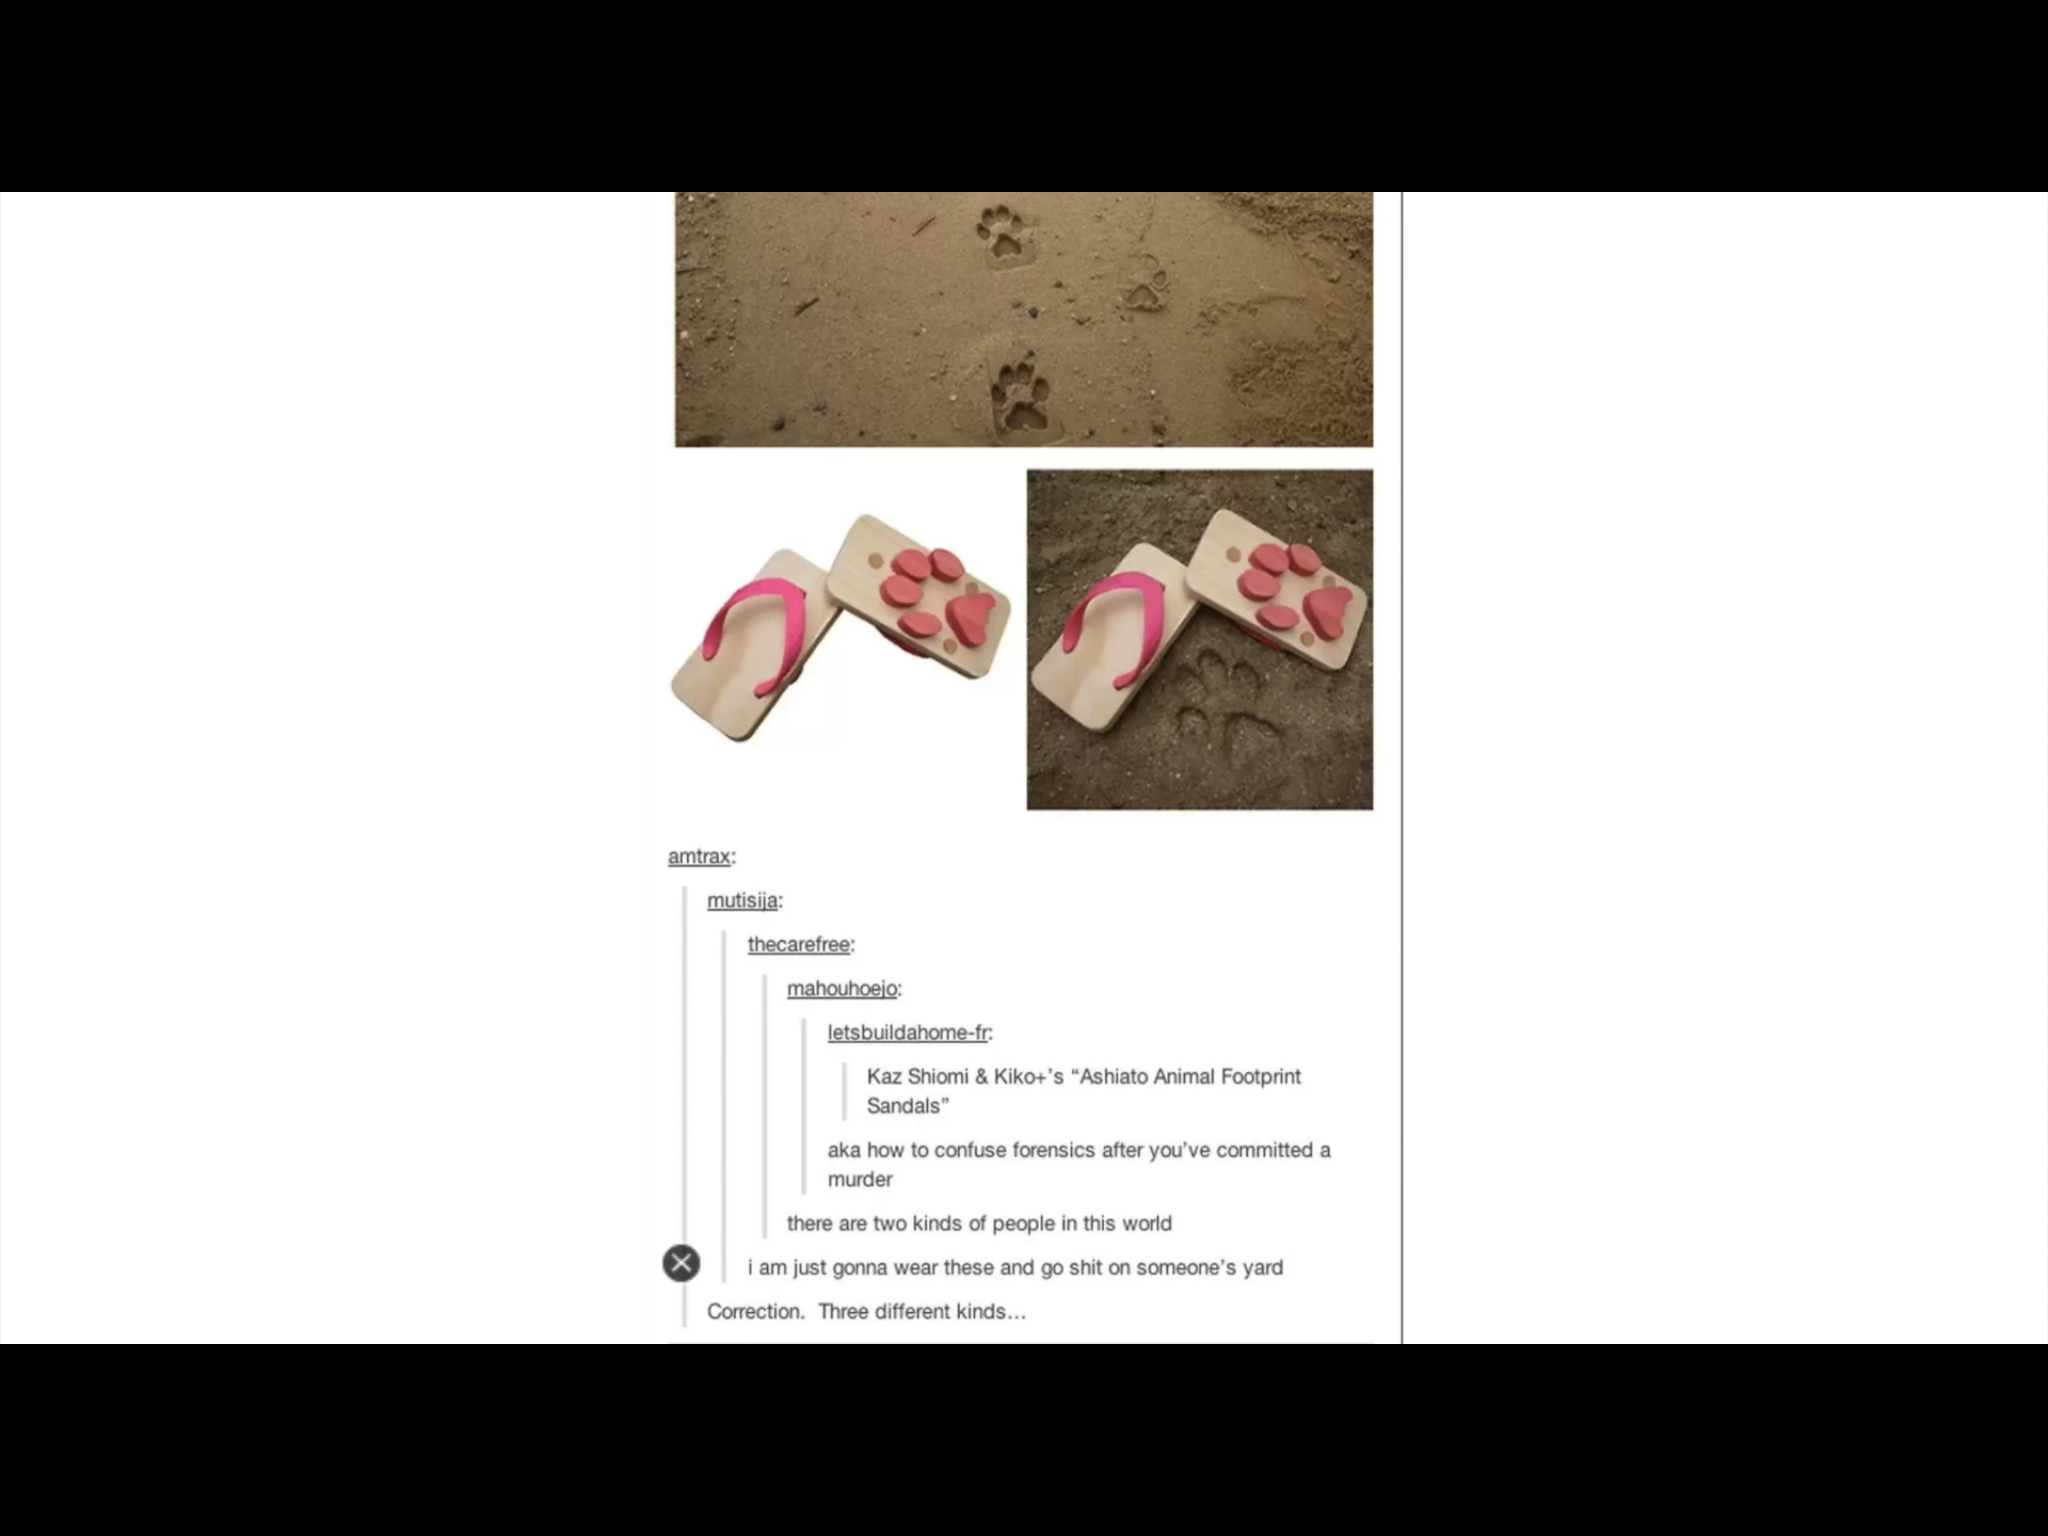 amtrax:
mutisija:
thecarefree:
mahouhoejo:
letsbuildahome-fr:
Kaz Shiomi & Kiko+’s “Ashiato Animal Footprint
Sandals”
aka how to confuse forensics after you’ve committed a
murder
there are two kinds of people in this world
i am just gonna wear these and go shit on someone’s yard
Correction.  Three different kinds…